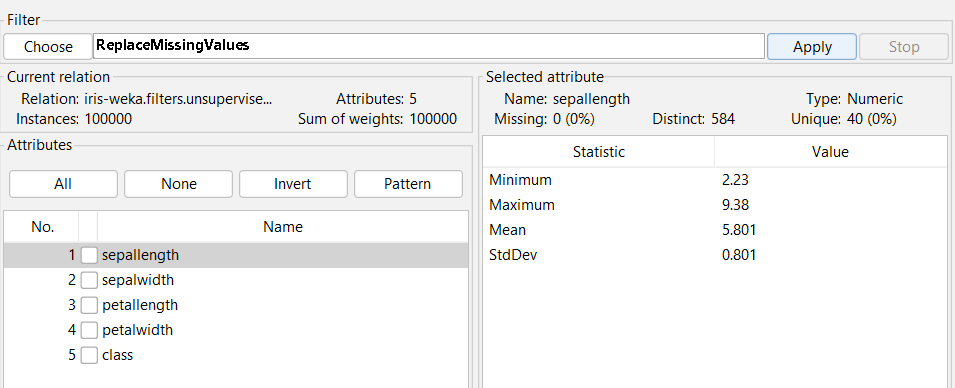 Filter
Choose ReplaceMissingValues Apply Stop
Current relation
Relation: iris-weka.filters.unsupervise... Attributes: 5
Instances: 100000 Sum of weights: 100000
Attributes
All None Invert Pattern
No. Name
1 sepallength
2 sepalwidth
3 petallength
4 petalwidth
5 class
Selected attribute
Name: sepallength Type: Numeric
Missing: 0 (0%) Distinct: 584 Unique: 40 (0%)
Statistic Value
Minimum 2.23
Maximum 9.38
Mean 5.801
StdDev 0.801